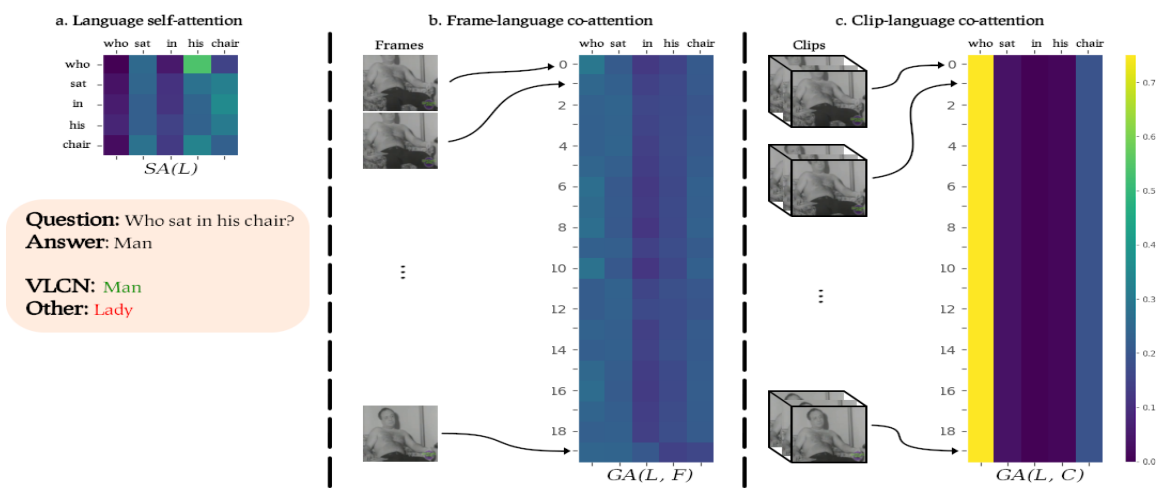 a. Language self-attention
who sat in his chair
who
sat
in
his
chair
SA(L)
Question: Who sat in his chair?
Answer: Man
VLCN: Man
Other: Lady
b. Frame-language co-attention
Frames
who sat in his chair
0
2
4
6
8
10
12
14
16
18
...
GA(L, F)
c. Clip-language co-attention
Clips
who sat in his chair
0
2
4
6
8
10
12
14
16
18
...
GA(L, C)
0.7
0.6
0.5
0.4
0.3
0.2
0.1
0.0